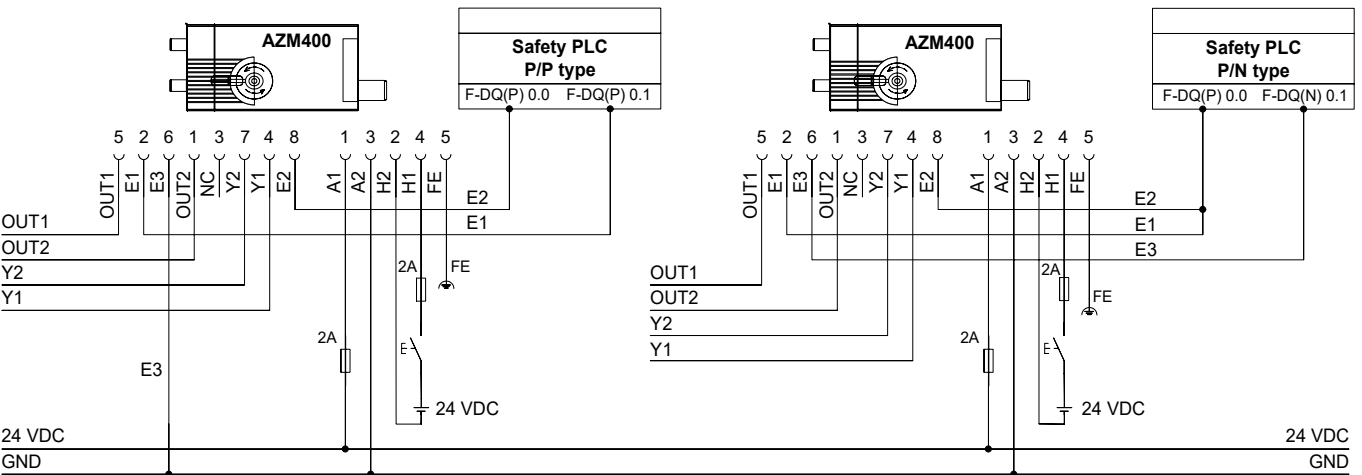 AZM400
Safety PLC
P/P type
F-DQ(P) 0.0 F-DQ(P) 0.1
5 2 6 1 3 7 4 8 1 3 2 4 5
OUT1 E1 E3 OUT2 NC Y2 Y1 E2 A1 A2 H2 H1 FE
E2
E1
OUT1
OUT2
Y2
Y1
2A
FE
2A
E3
24 VDC
AZM400
Safety PLC
P/N type
F-DQ(P) 0.0 F-DQ(N) 0.1
5 2 6 1 3 7 4 8 1 3 2 4 5
OUT1 E1 E3 OUT2 NC Y2 Y1 E2 A1 A2 H2 H1 FE
E2
E1
E3
OUT1
OUT2
Y2
Y1
2A
FE
2A
24 VDC
24 VDC 24 VDC
GND GND